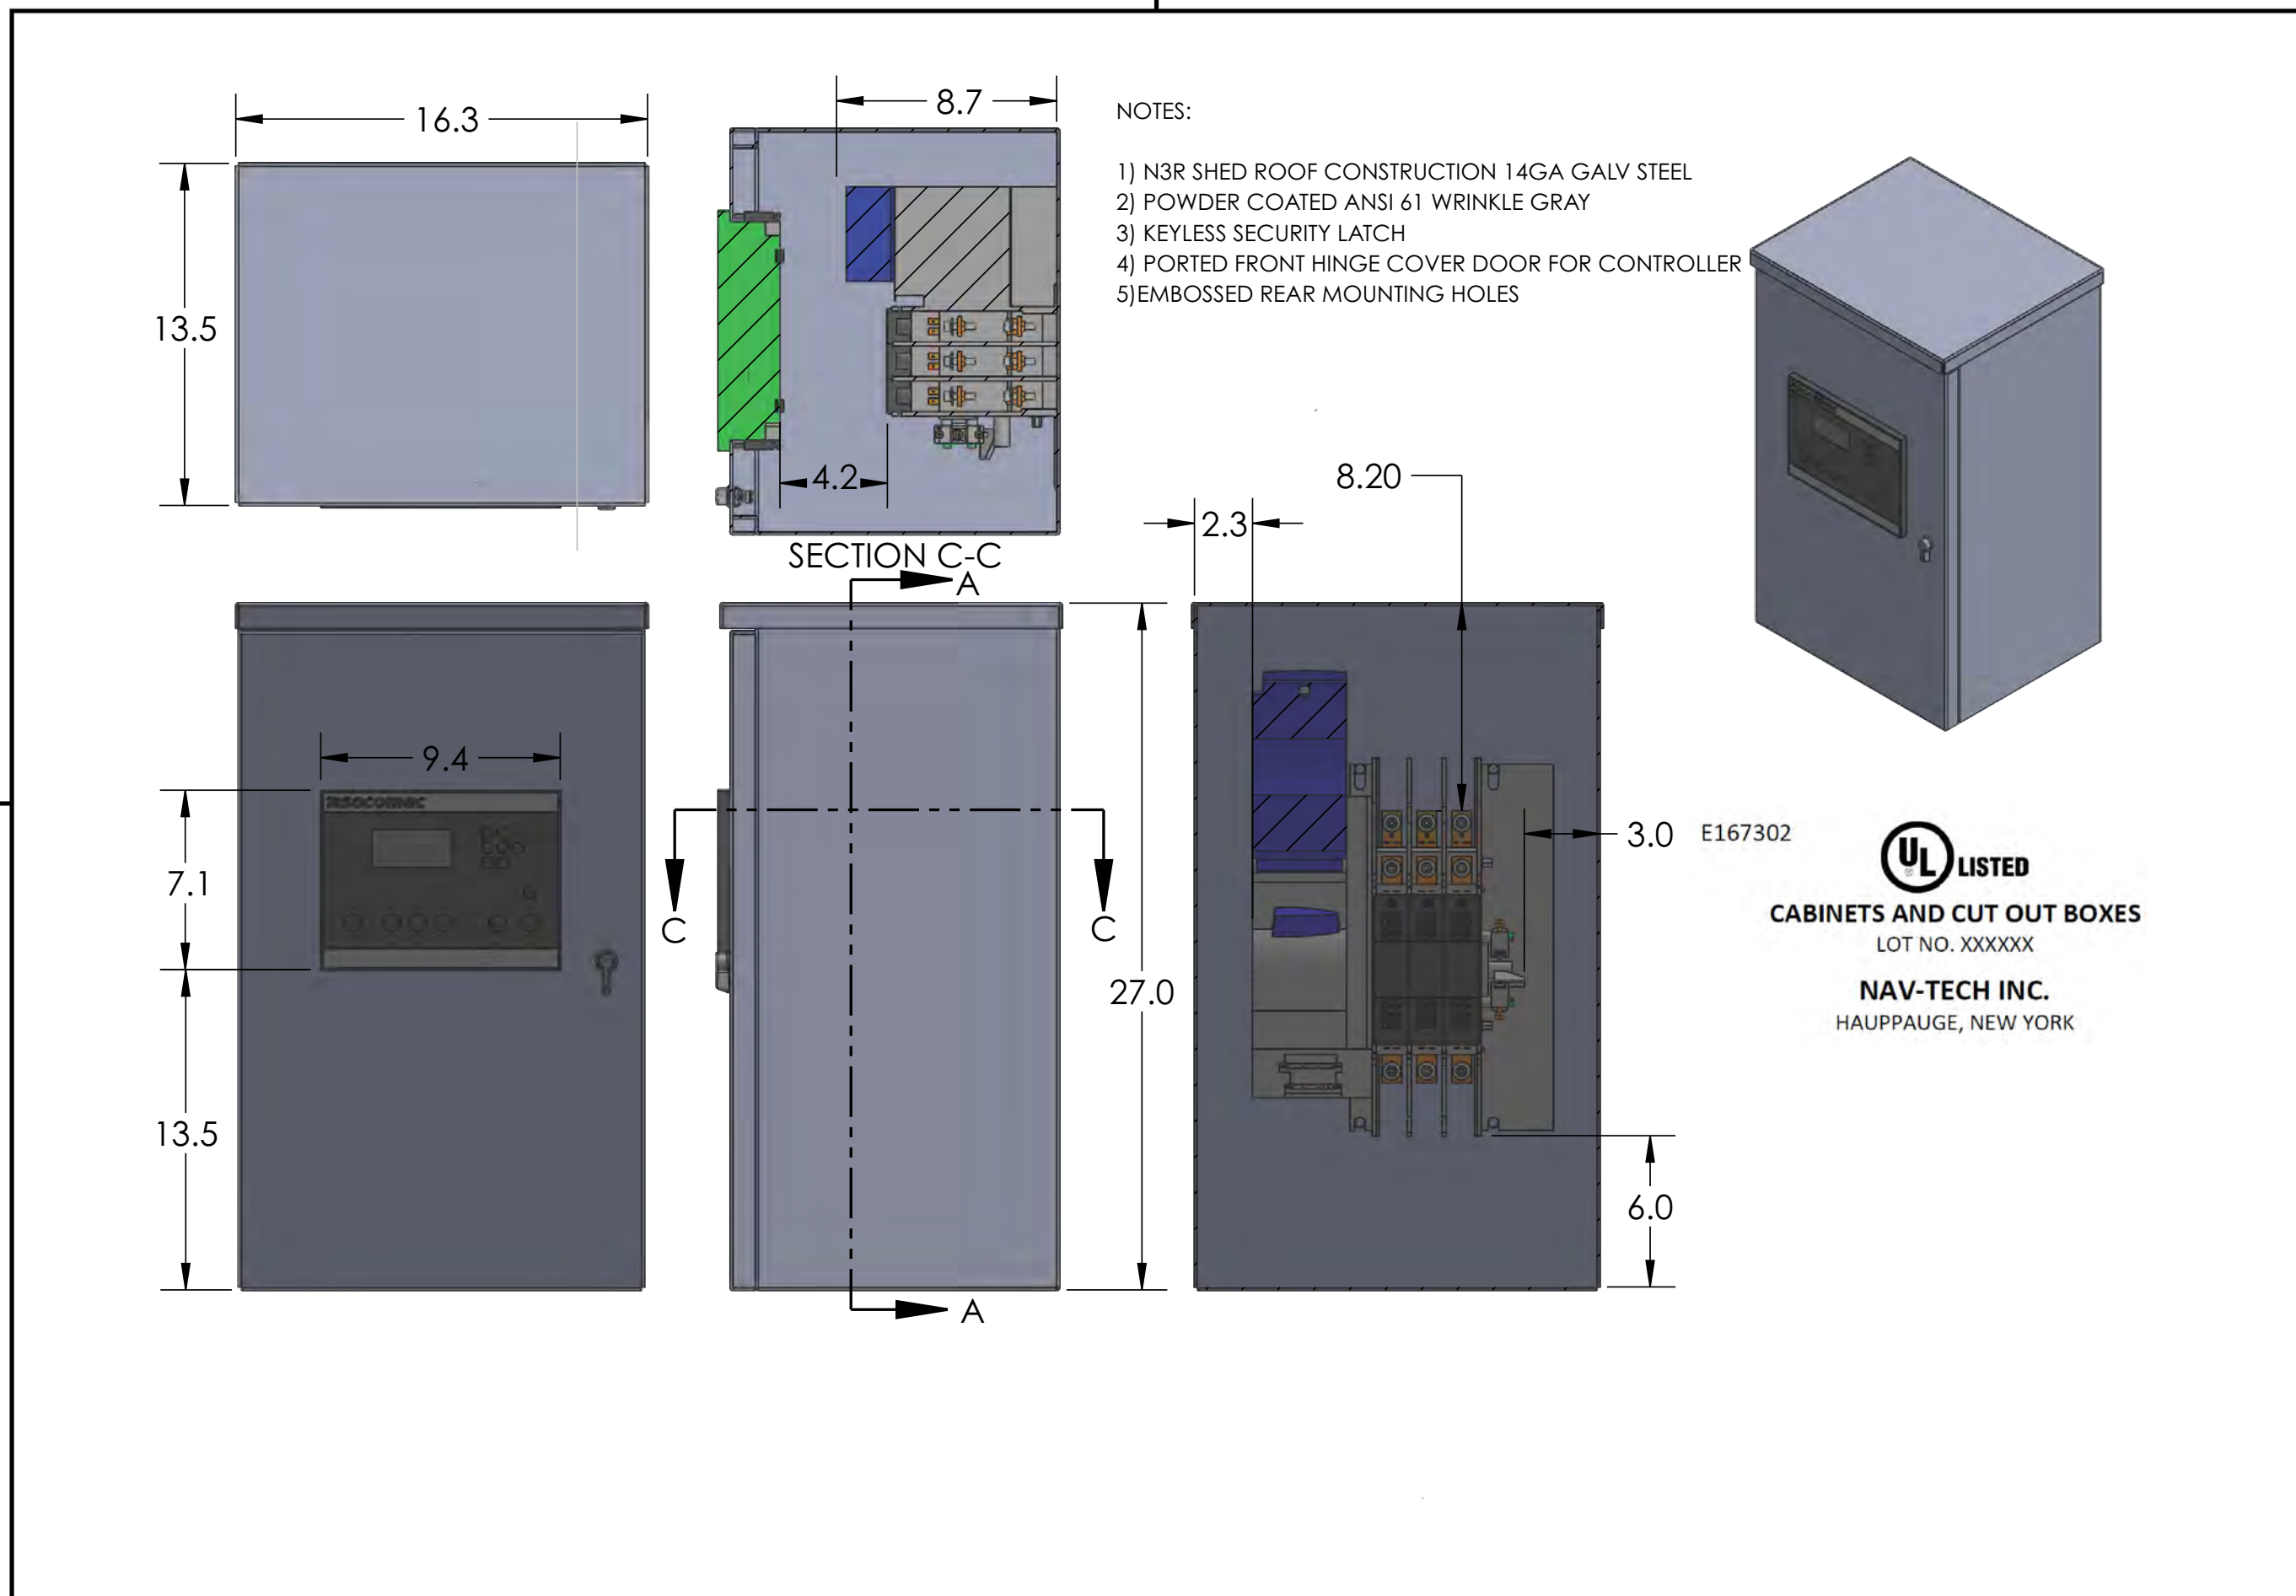 16.3
8.7
NOTES:
1) N3R SHED ROOF CONSTRUCTION 14GA GALV STEEL
2) POWDER COATED ANSI 61 WRINKLE GRAY
3) KEYLESS SECURITY LATCH
4) PORTED FRONT HINGE COVER DOOR FOR CONTROLLER
5)EMBOSSED REAR MOUNTING HOLES
13.5
4.2
8.20
2.3
SECTION C-C
A
9.4
socomec
7.1
C
C
3.0
E167302
UL LISTED
CABINETS AND CUT OUT BOXES
LOT NO. XXXXXX
NAV-TECH INC.
HAUPPAUGE, NEW YORK
27.0
13.5
6.0
A